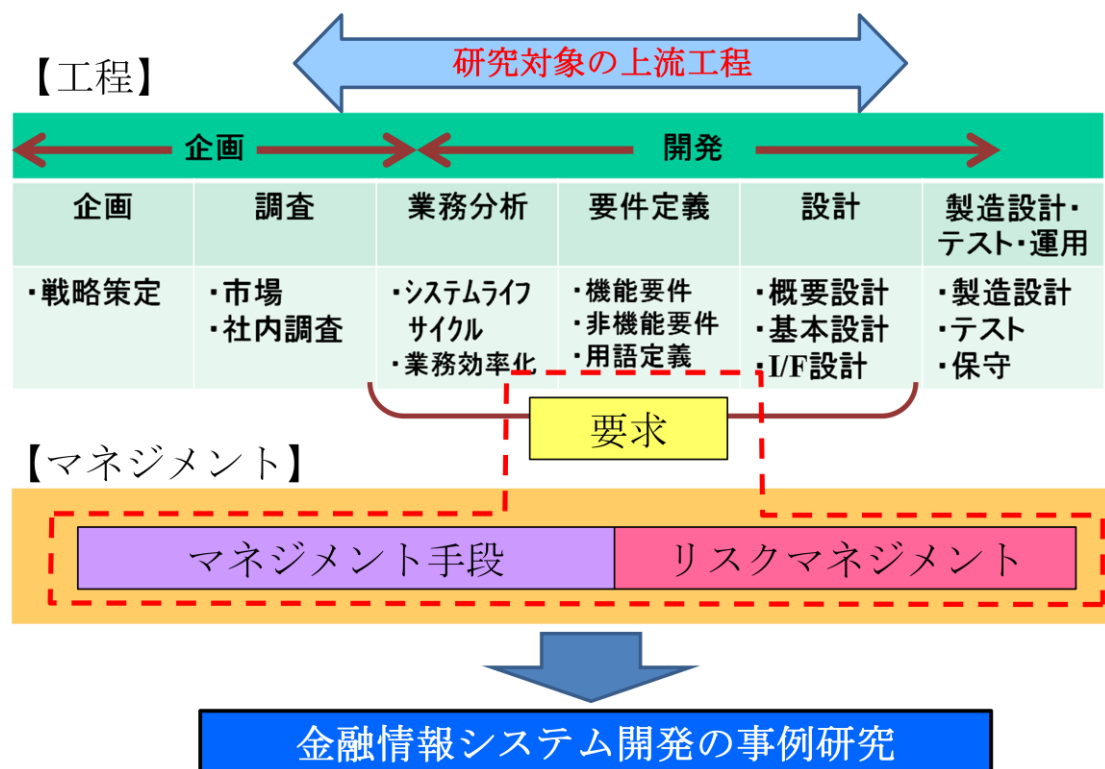 研究対象の上流工程
【工程】
企画
開発
企画
調査
業務分析
要件定義
設計
製造設計・
テスト・運用
・戦略策定
・市場
・社内調査
・システムライフ
サイクル
・業務効率化
・機能要件
・非機能要件
・用語定義
・概要設計
・基本設計
・I/F設計
・製造設計
・テスト
・保守
要求
【マネジメント】
マネジメント手段
リスクマネジメント
金融情報システム開発の事例研究